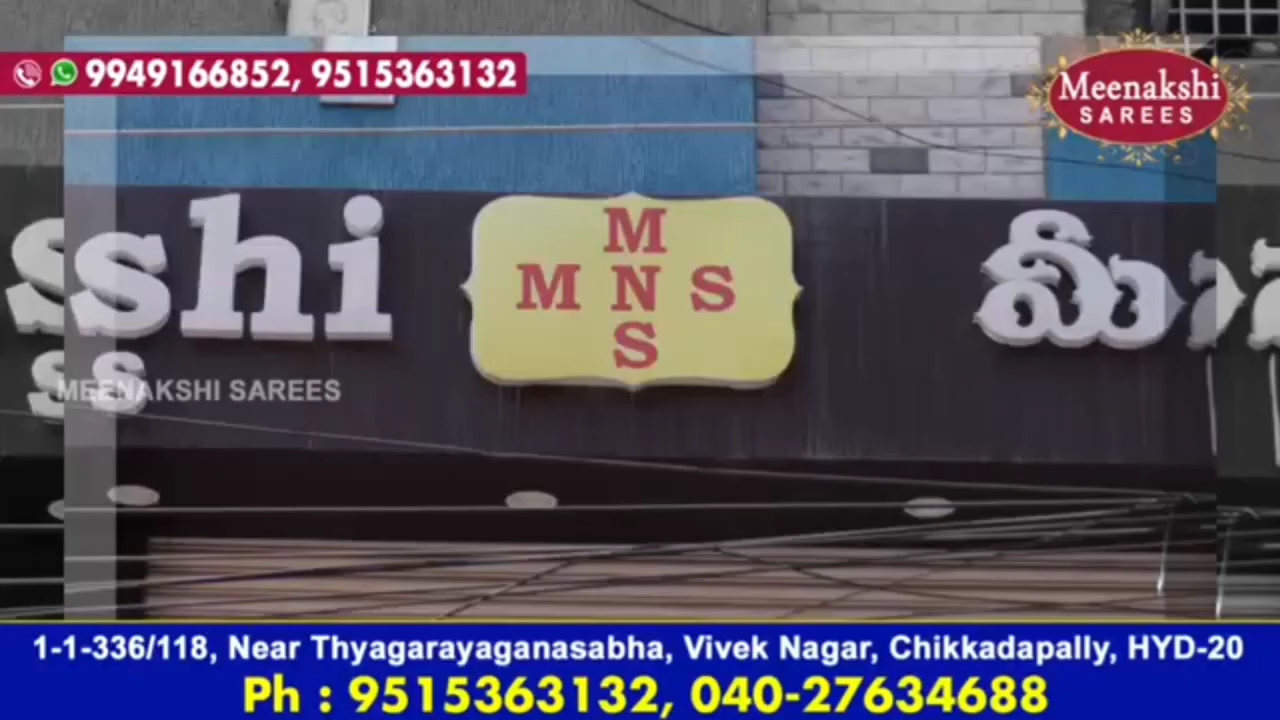 9949166852, 9515363132
Meenakshi
SAREES
shi
M
M N S
S
మీ
MEENAKSHI SAREES
1-1-336/118, Near Thyagarayaganasabha, Vivek Nagar, Chikkadapally, HYD-20
Ph : 9515363132, 040-27634688